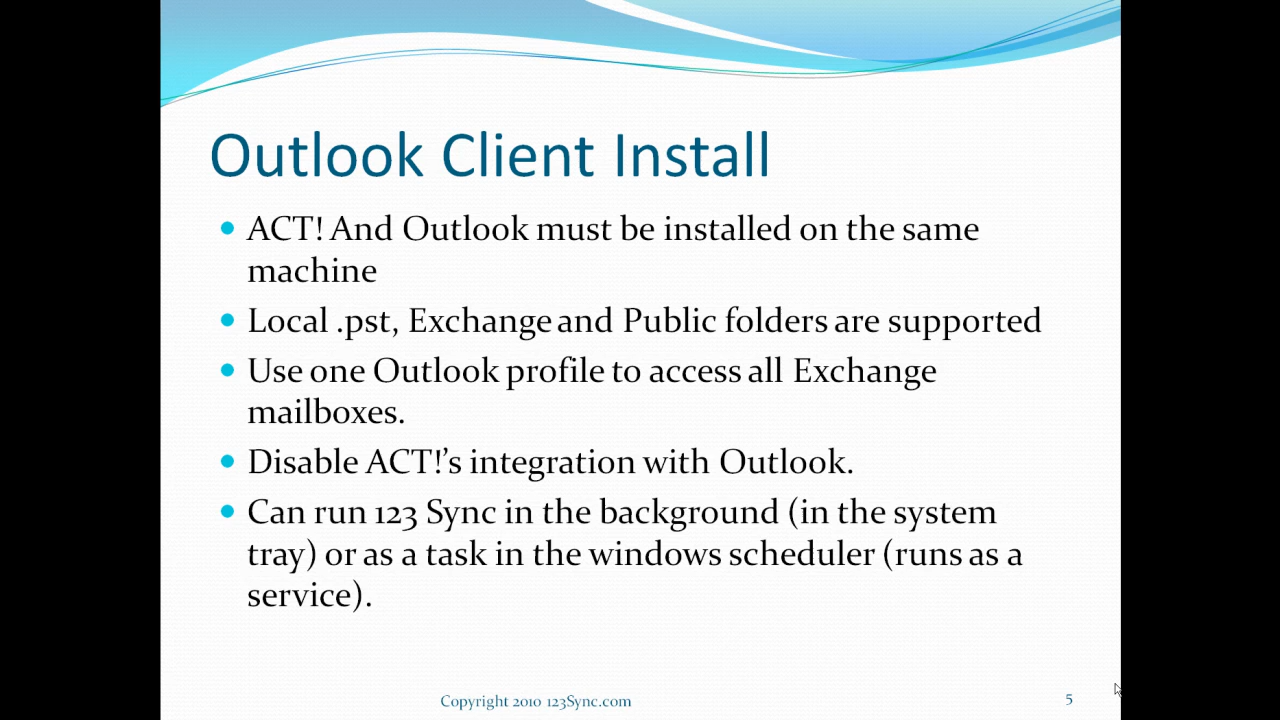 Outlook Client Install
ACT! And Outlook must be installed on the same
machine
Local .pst, Exchange and Public folders are supported
Use one Outlook profile to access all Exchange
mailboxes.
Disable ACT!’s integration with Outlook.
Can run 123 Sync in the background (in the system
tray) or as a task in the windows scheduler (runs as a
service).
Copyright 2010 123Sync.com
5